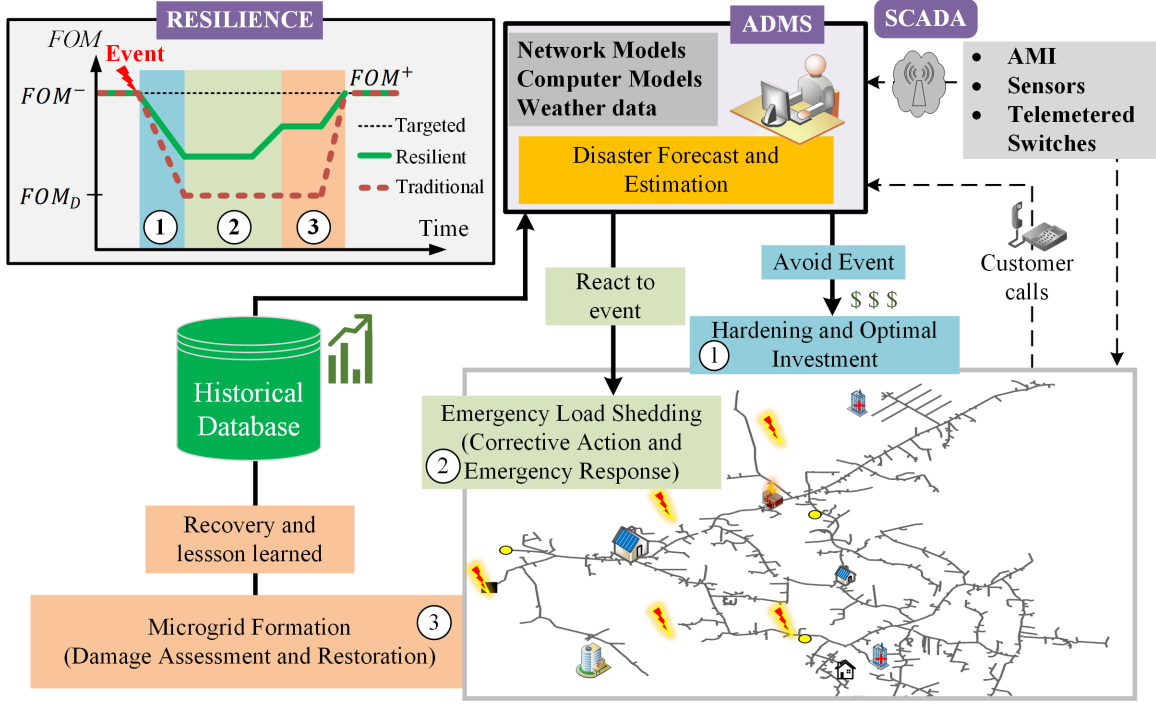 RESILIENCE
FOM
Event
FOM⁻
FOM⁺
Targeted
Resilient
Traditional
FOM_D
1
2
3
Time
ADMS
Network Models
Computer Models
Weather data
Disaster Forecast and
Estimation
SCADA
• AMI
• Sensors
• Telemetered
Switches
React to
event
Avoid Event
$ $ $
Customer
calls
Hardening and Optimal
1
Investment
Historical
Database
Emergency Load Shedding
(Corrective Action and
2
Emergency Response)
Recovery and
lessson learned
Microgrid Formation
3
(Damage Assessment and Restoration)